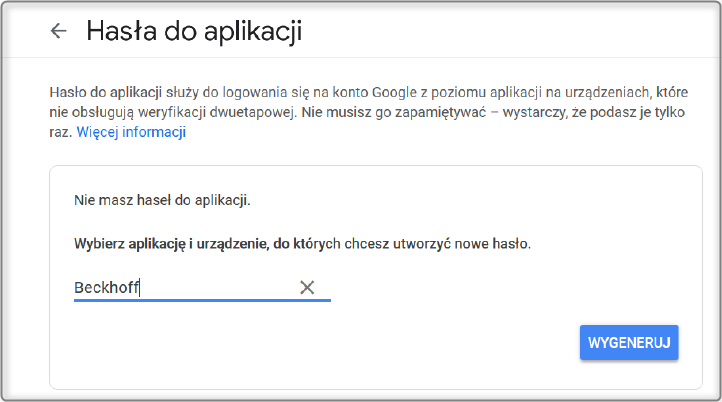 Hasła do aplikacji
Hasło do aplikacji służy do logowania się na konto Google z poziomu aplikacji na urządzeniach, które
nie obsługują weryfikacji dwuetapowej. Nie musisz go zapamiętywać – wystarczy, że podasz je tylko
raz. Więcej informacji
Nie masz haseł do aplikacji.
Wybierz aplikację i urządzenie, do których chcesz utworzyć nowe hasło.
Beckhoff
WYGENERUJ